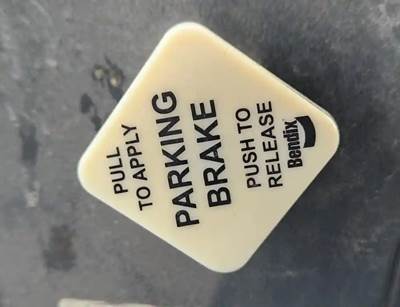 PULL
TO APPLY
PARKING
BRAKE
PUSH TO
RELEASE
Bendix